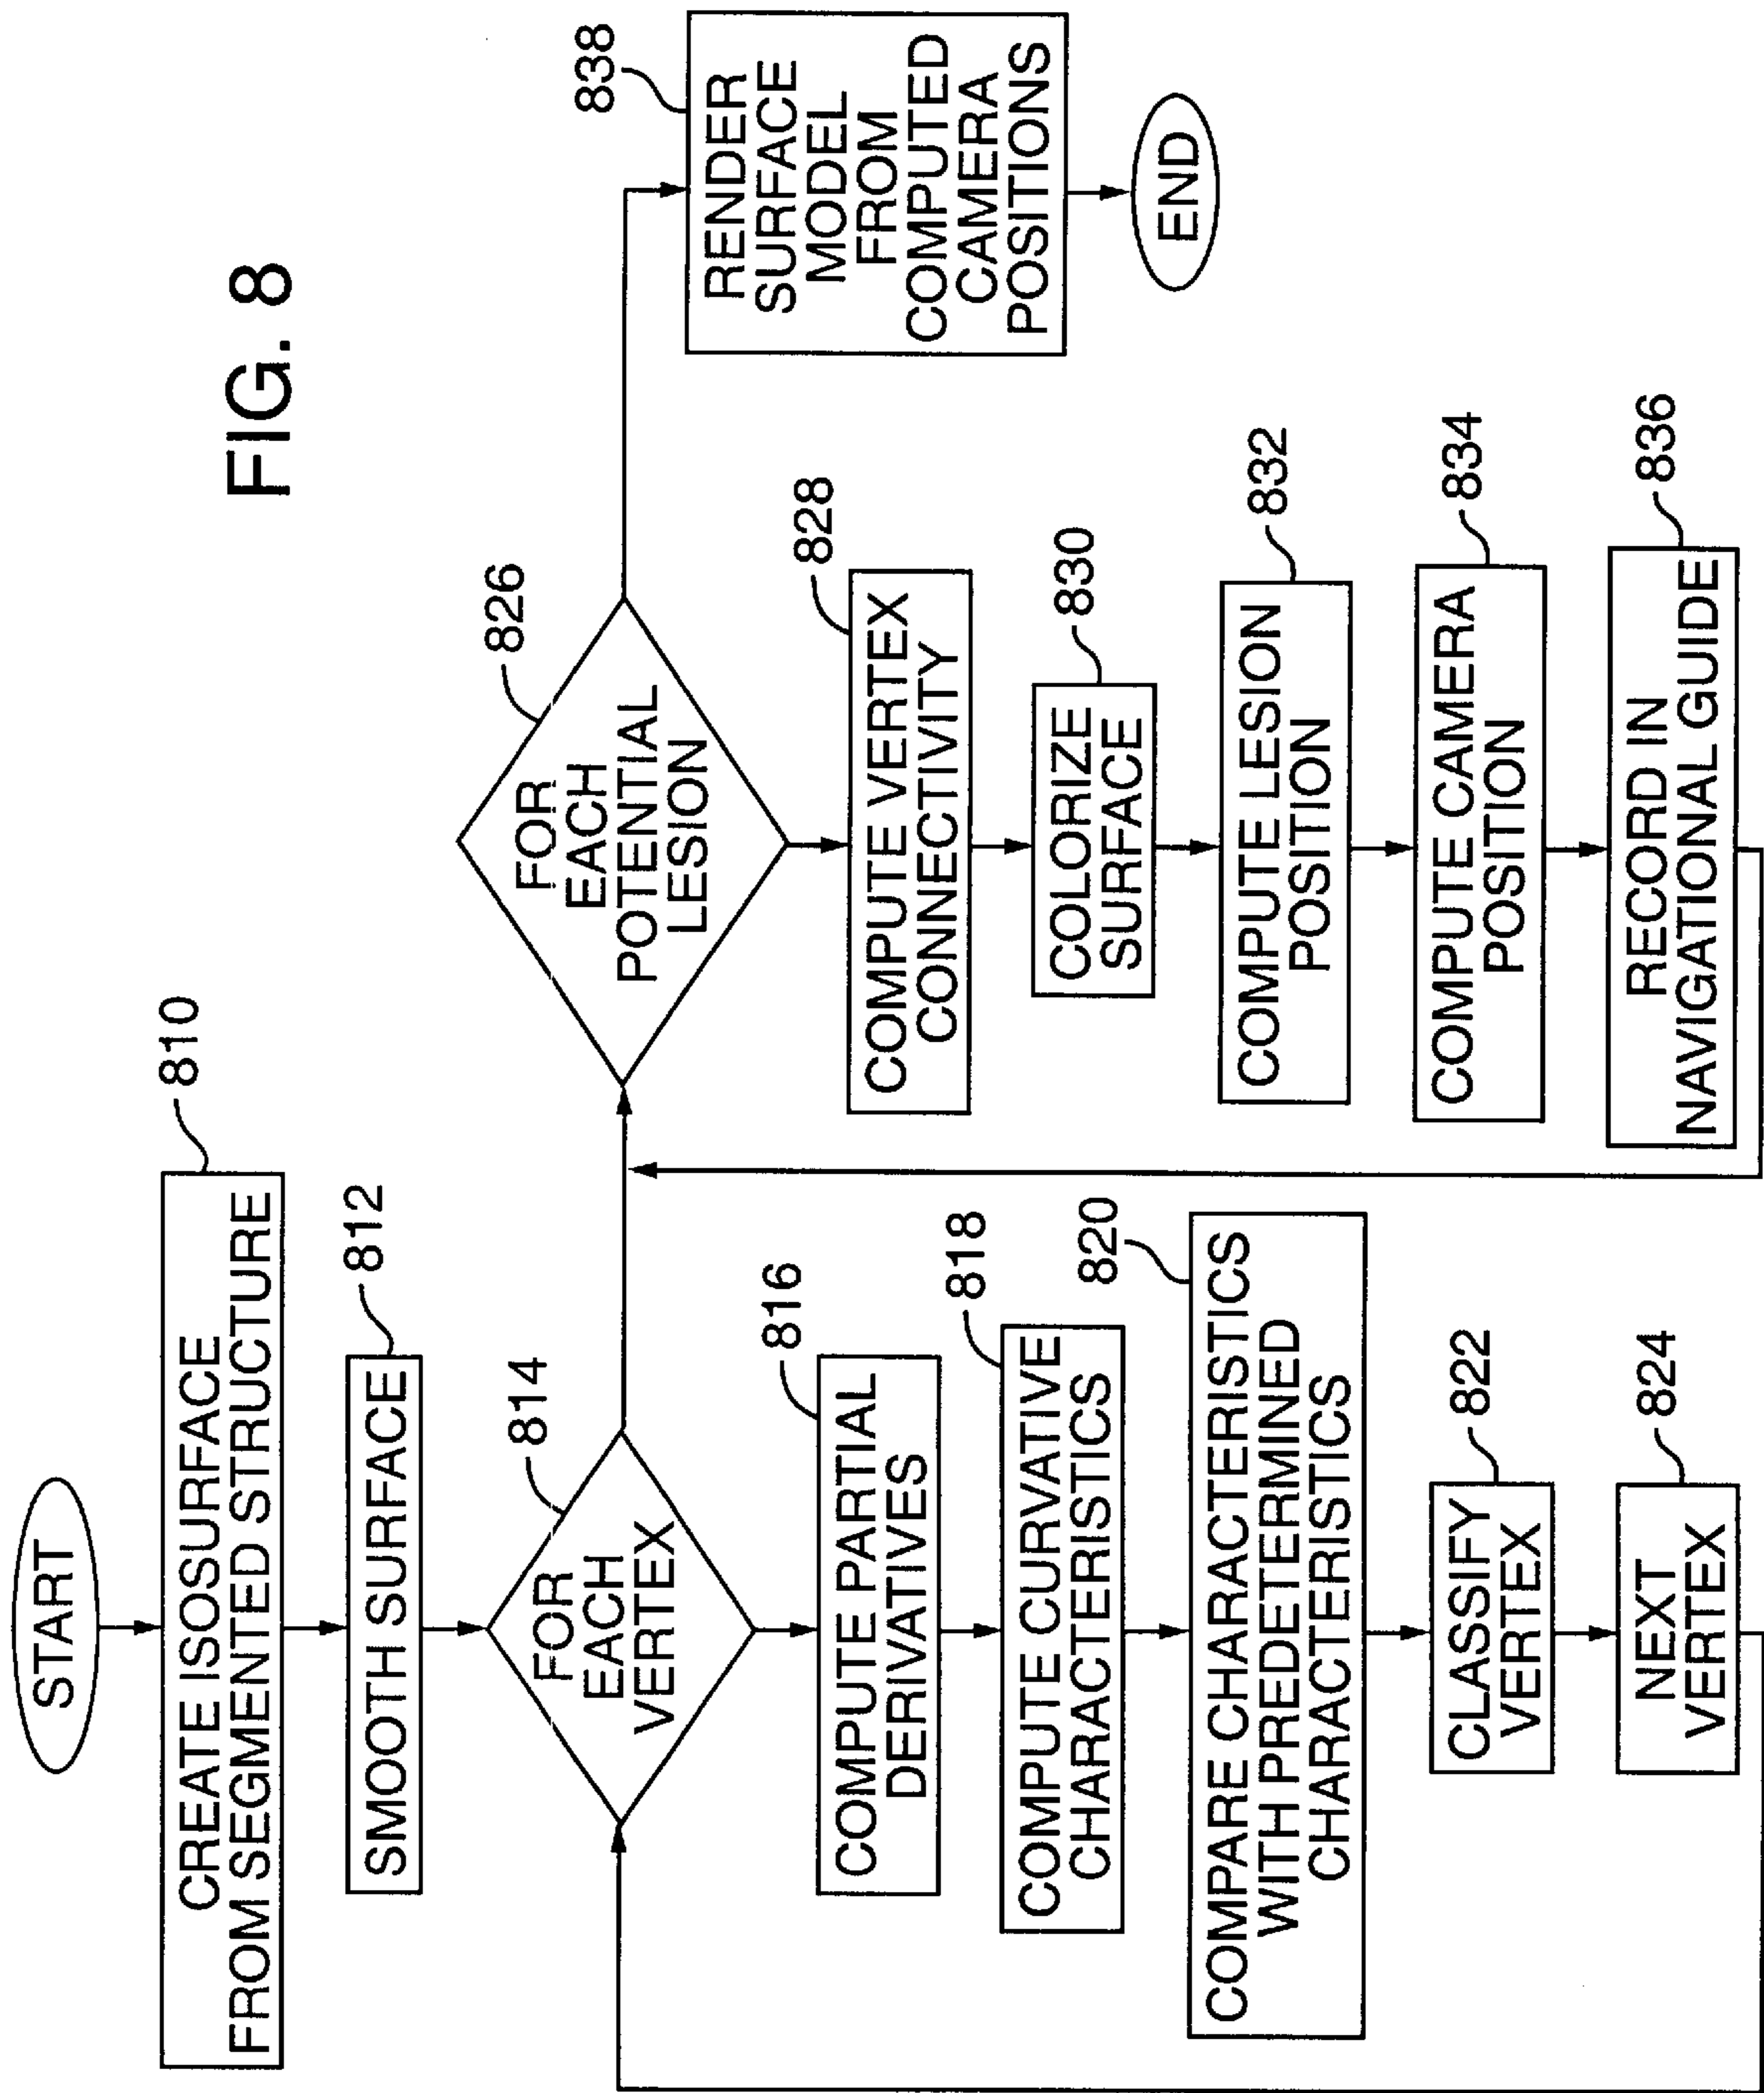 FIG. 8
START
810
CREATE ISOSURFACE
FROM SEGMENTED STRUCTURE
812
SMOOTH SURFACE
814
FOR
EACH
VERTEX
816
COMPUTE PARTIAL
DERIVATIVES
818
COMPUTE CURVATIVE
CHARACTERISTICS
820
COMPARE CHARACTERISTICS
WITH PREDETERMINED
CHARACTERISTICS
822
CLASSIFY
VERTEX
824
NEXT
VERTEX
826
FOR
EACH
POTENTIAL
LESION
828
COMPUTE VERTEX
CONNECTIVITY
830
COLORIZE
SURFACE
832
COMPUTE LESION
POSITION
834
COMPUTE CAMERA
POSITION
836
RECORD IN
NAVIGATIONAL GUIDE
838
RENDER
SURFACE
MODEL
FROM
COMPUTED
CAMERA
POSITIONS
END